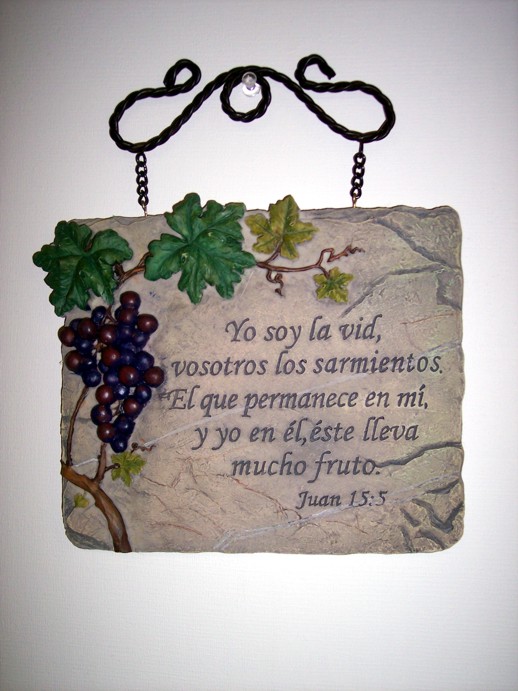 Yo soy la vid,
vosotros los sarmientos.
El que permanece en mí,
y yo en él,éste lleva
mucho fruto.
Juan 15:5